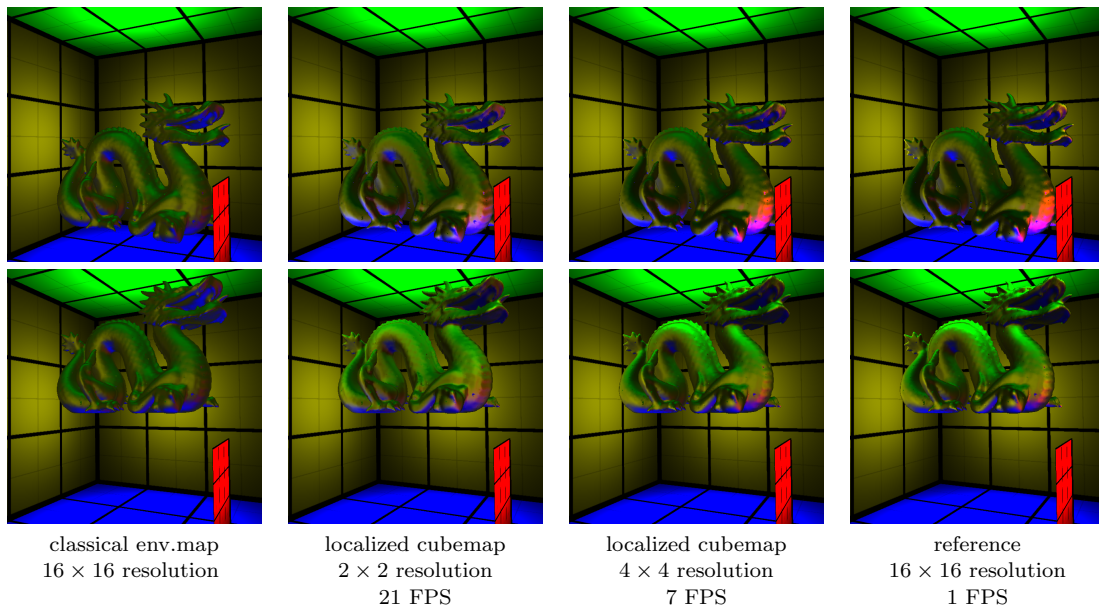 classical env.map
16 × 16 resolution
localized cubemap
2 × 2 resolution
21 FPS
localized cubemap
4 × 4 resolution
7 FPS
reference
16 × 16 resolution
1 FPS